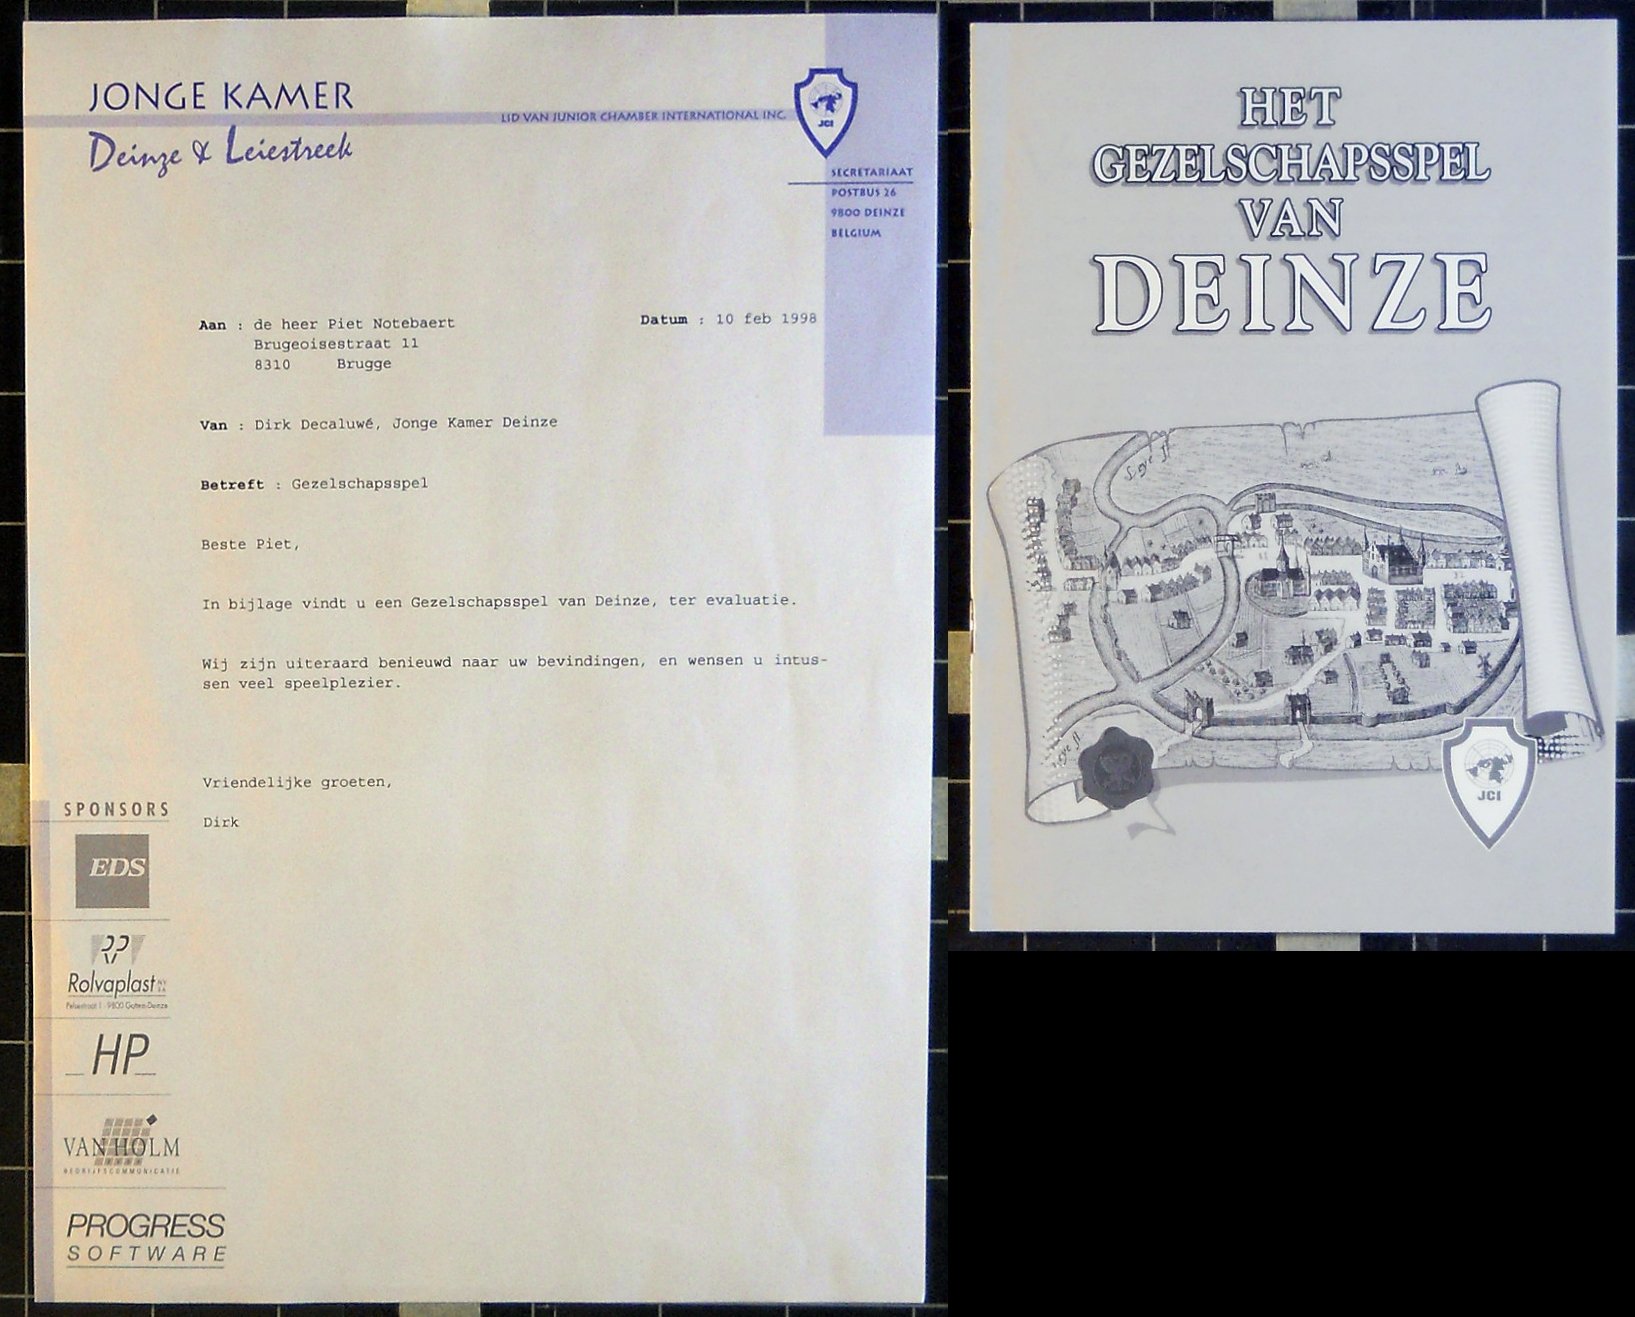 JONGE KAMER
LID VAN JUNIOR CHAMBER INTERNATIONAL INC.
Deinze & Leiestreek
JCI
SECRETARIAAT
POSTBUS 26
9800 DEINZE
BELGIUM
Aan : de heer Piet Notebaert
Datum : 10 feb 1998
Brugeoisestraat 11
8310 Brugge
Van : Dirk Decaluwé, Jonge Kamer Deinze
Betreft : Gezelschapsspel
Beste Piet,
In bijlage vindt u een Gezelschapsspel van Deinze, ter evaluatie.
Wij zijn uiteraard benieuwd naar uw bevindingen, en wensen u intus-
sen veel speelplezier.
Vriendelijke groeten,
Dirk
SPONSORS
EDS
Rolvaplast
9800 Gottem-Deinze
HP
VAN HOLM
BEDRIJFSCOMMUNICATIE
PROGRESS
SOFTWARE
HET
GEZELSCHAPSSPEL
VAN
DEINZE
JCI